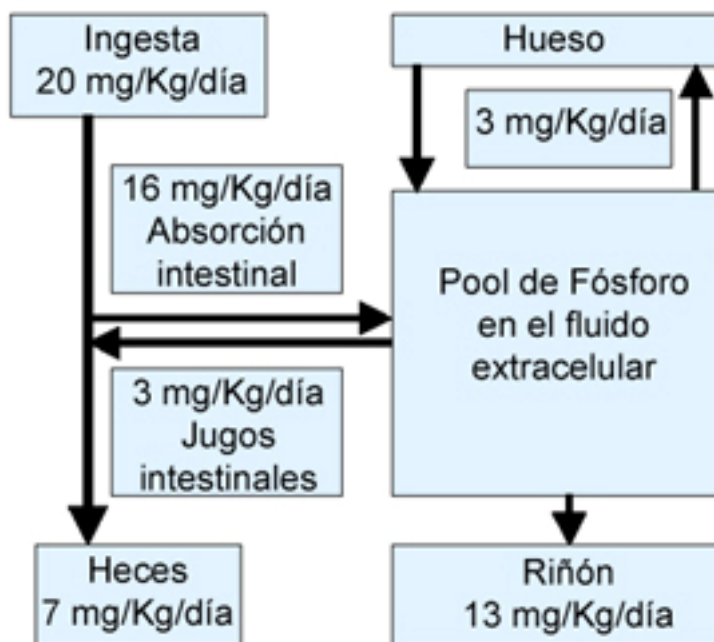 Ingesta
20 mg/Kg/día
Hueso
3 mg/Kg/día
16 mg/Kg/día
Absorción
intestinal
Pool de Fósforo
en el fluido
extracelular
3 mg/Kg/día
Jugos
intestinales
Heces
7 mg/Kg/día
Riñón
13 mg/Kg/día